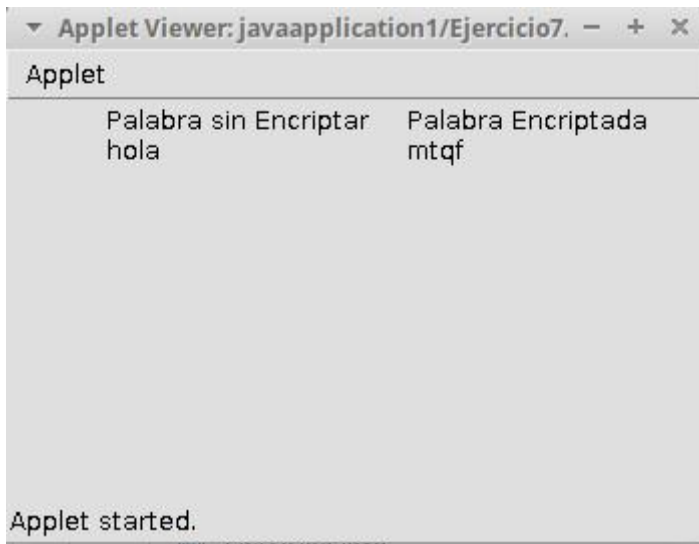 Applet Viewer: javaapplication1/Ejercicio7.
Applet
Palabra sin Encriptar Palabra Encriptada
hola mtqf
Applet started.